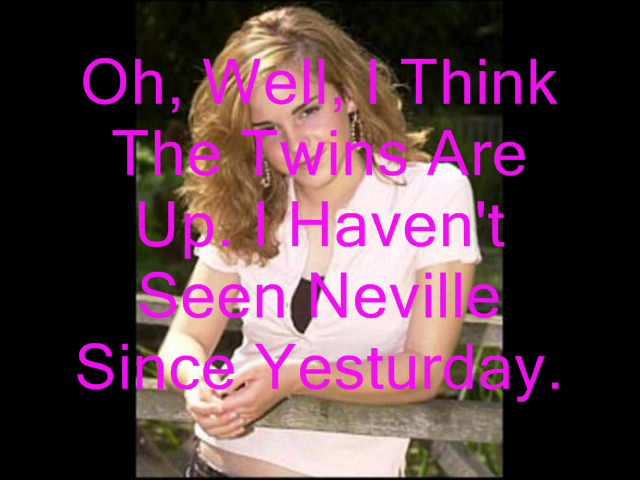 Oh, Well, I Think
The Twins Are
Up. I Haven't
Seen Neville
Since Yesturday.